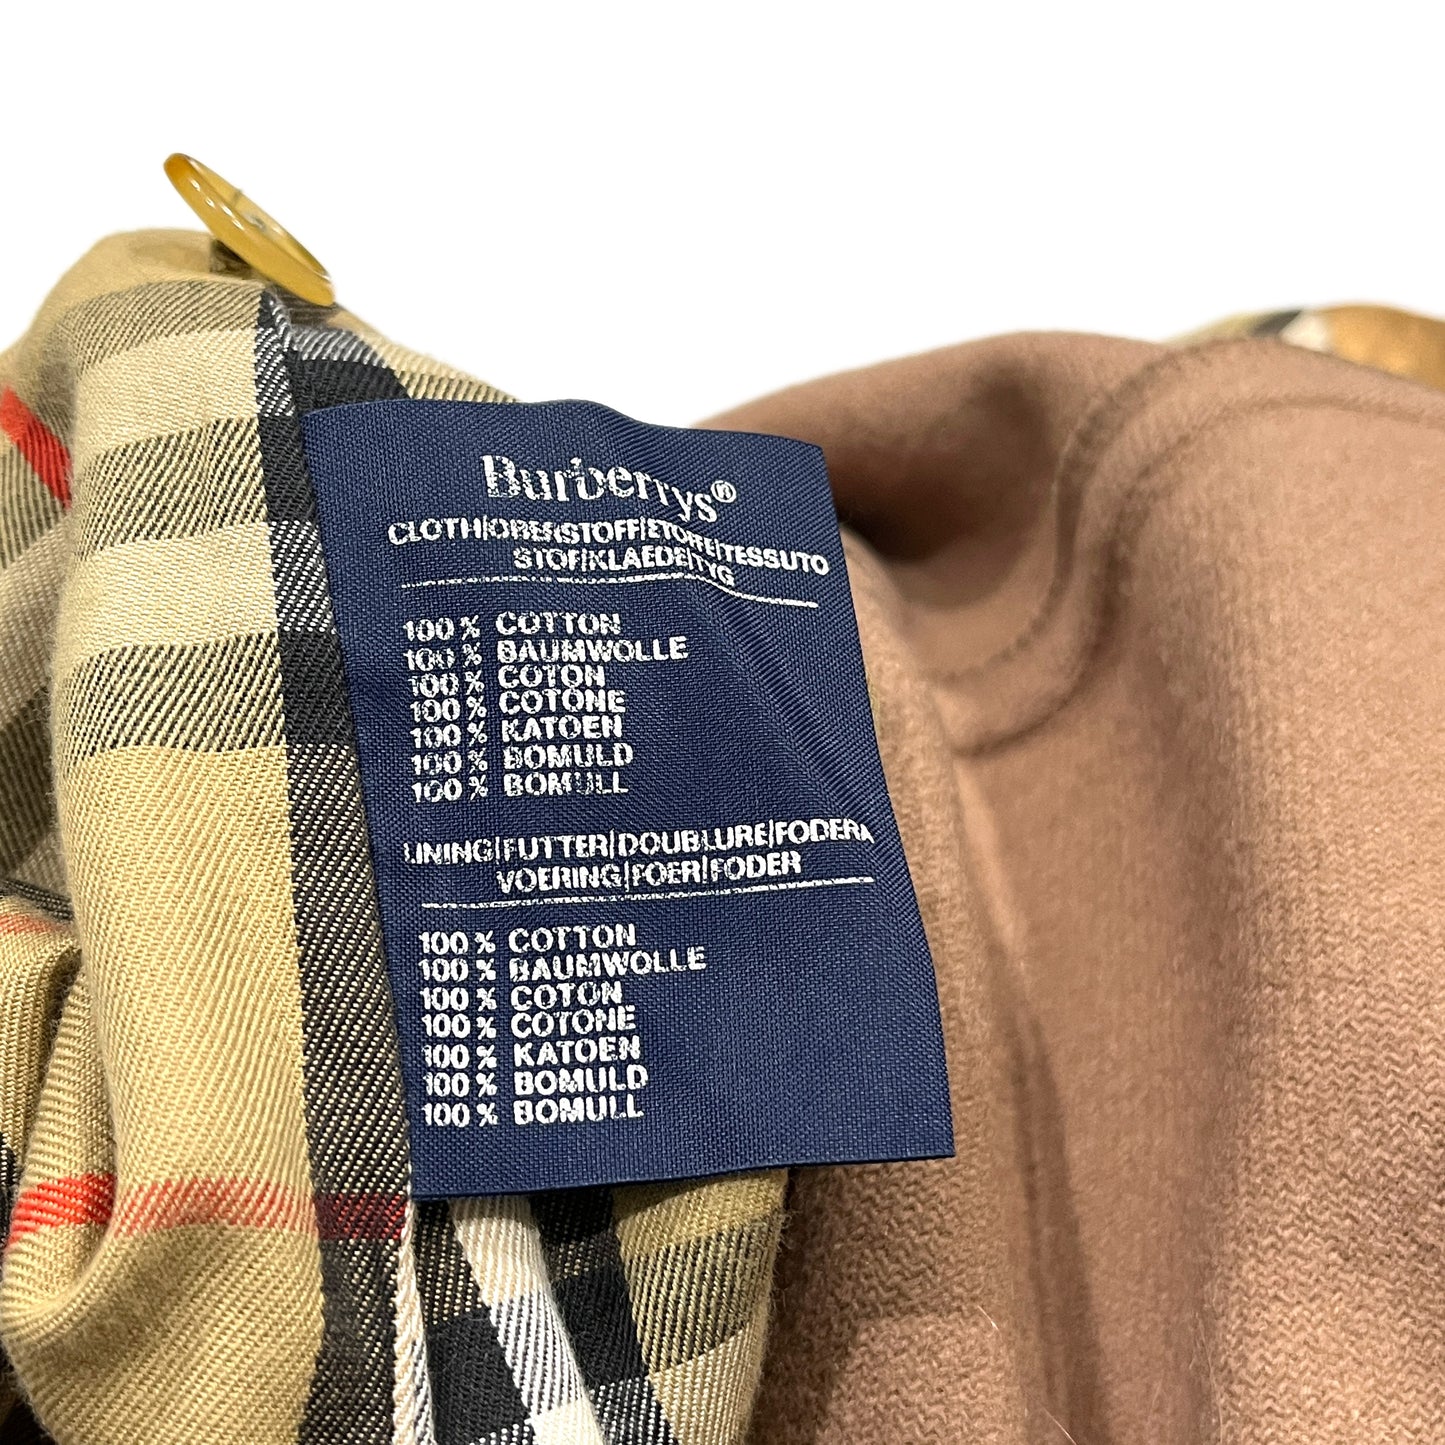 Burberrys®
CLOTH|OBERSTOFF|ETOFFE|TESSUTO
STOF|KLAEDE|TYG
100 % COTTON
100 % BAUMWOLLE
100 % COTON
100 % COTONE
100 % KATOEN
100 % BOMULD
100 % BOMULL
LINING|FUTTER|DOUBLURE|FODERA
VOERING|FOER|FODER
100 % COTTON
100 % BAUMWOLLE
100 % COTON
100 % COTONE
100 % KATOEN
100 % BOMULD
100 % BOMULL